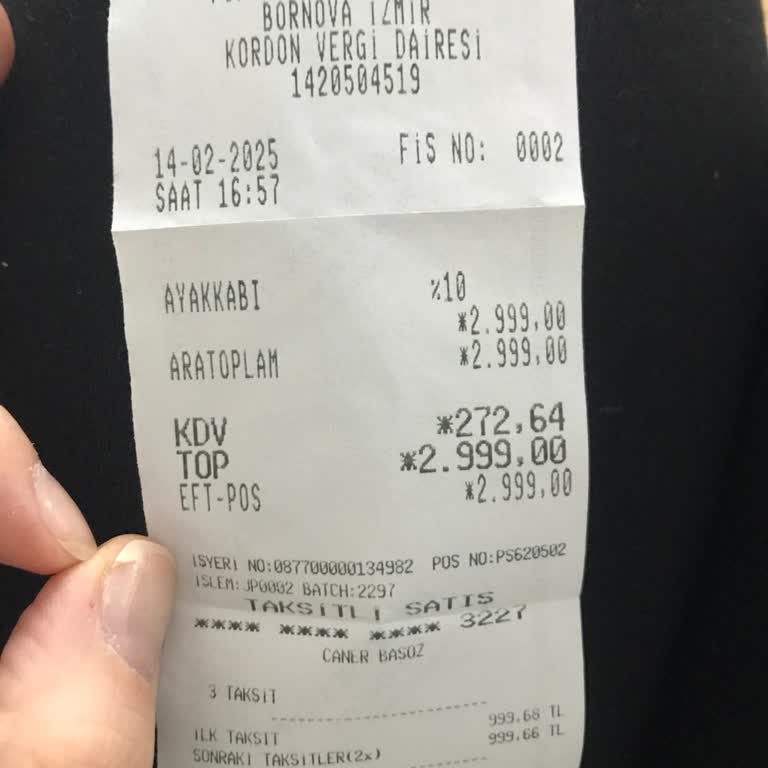 BORNOVA İZMİR
KORDON VERGİ DAİRESİ
1420504519
14-02-2025 FİS NO: 0002
SAAT 16:57
AYAKKABI %10
*2.999,00
ARATOPLAM *2.999,00
KDV *272,64
TOP *2.999,00
EFT-POS *2.999,00
İSYERİ NO:087700000134982 POS NO:PS620502
İSLEM:JP0002 BATCH:2297
TAKSİTLİ SATIS
**** **** **** 3227
CANER BASOZ
3 TAKSİT
İLK TAKSİT 999.68 TL
SONRAKİ TAKSİTLER(2x) 999.66 TL